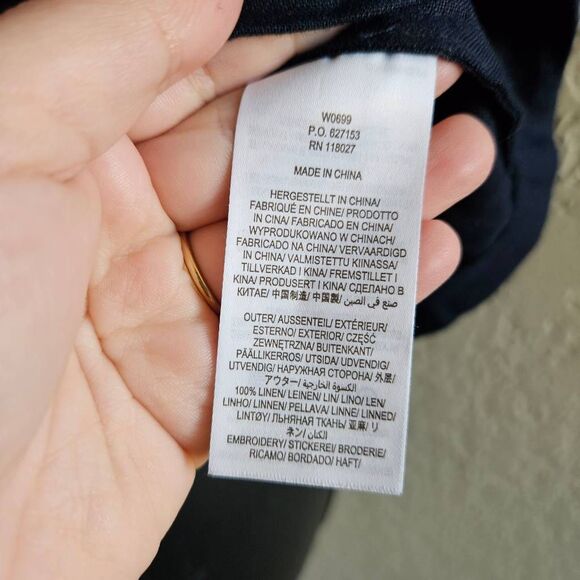 W0699
P.O. 627153
RN 118027
MADE IN CHINA
HERGESTELLT IN CHINA/
FABRIQUÉ EN CHINE/ PRODOTTO
IN CINA/ FABRICADO EN CHINA/
WYPRODUKOWANO W CHINACH/
FABRICADO NA CHINA/ VERVAARDIGD
IN CHINA/ VALMISTETTU KIINASSA/
TILLVERKAD I KINA/ FREMSTILLET I
KINA/ PRODUSERT I KINA/ СДЕЛАНО В
КИТАЕ/ 中国制造/ 中国製/ صنع في الصين/
OUTER/ AUSSENTEIL/ EXTÉRIEUR/
ESTERNO/ EXTERIOR/ CZĘŚĆ
ZEWNĘTRZNA/ BUITENKANT/
PÄÄLLIKERROS/ UTSIDA/ UDVENDIG/
UTVENDIG/ НАРУЖНАЯ СТОРОНА/ 外层/
アウター/ الكسوة الخارجية/
100% LINEN/ LEINEN/ LIN/ LINO/ LEN/
LINHO/ LINNEN/ PELLAVA/ LINNE/ LINNED/
LINTØY/ ЛЬНЯНАЯ ТКАНЬ/ 亚麻/ リ
ネン/ الكتان/
EMBROIDERY/ STICKEREI/ BRODERIE/
RICAMO/ BORDADO/ HAFT/